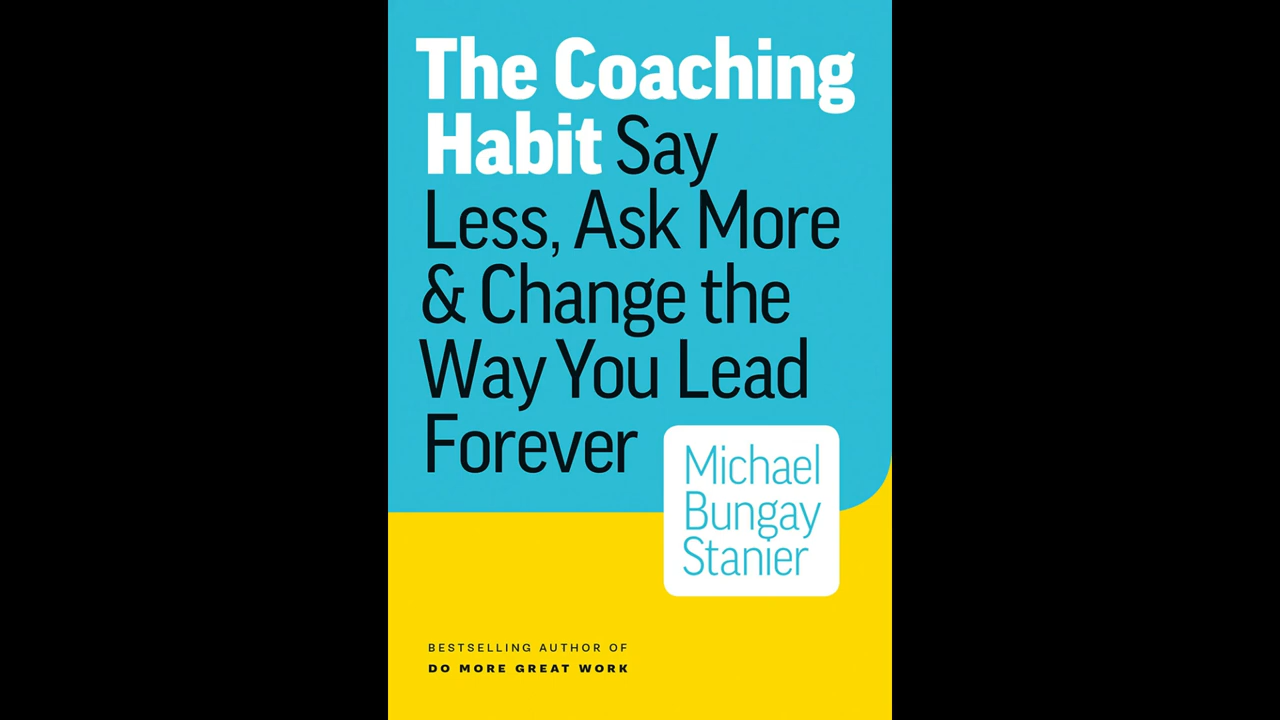 The Coaching
Habit Say
Less, Ask More
& Change the
Way You Lead
Forever
Michael
Bungay
Stanier
BESTSELLING AUTHOR OF
DO MORE GREAT WORK